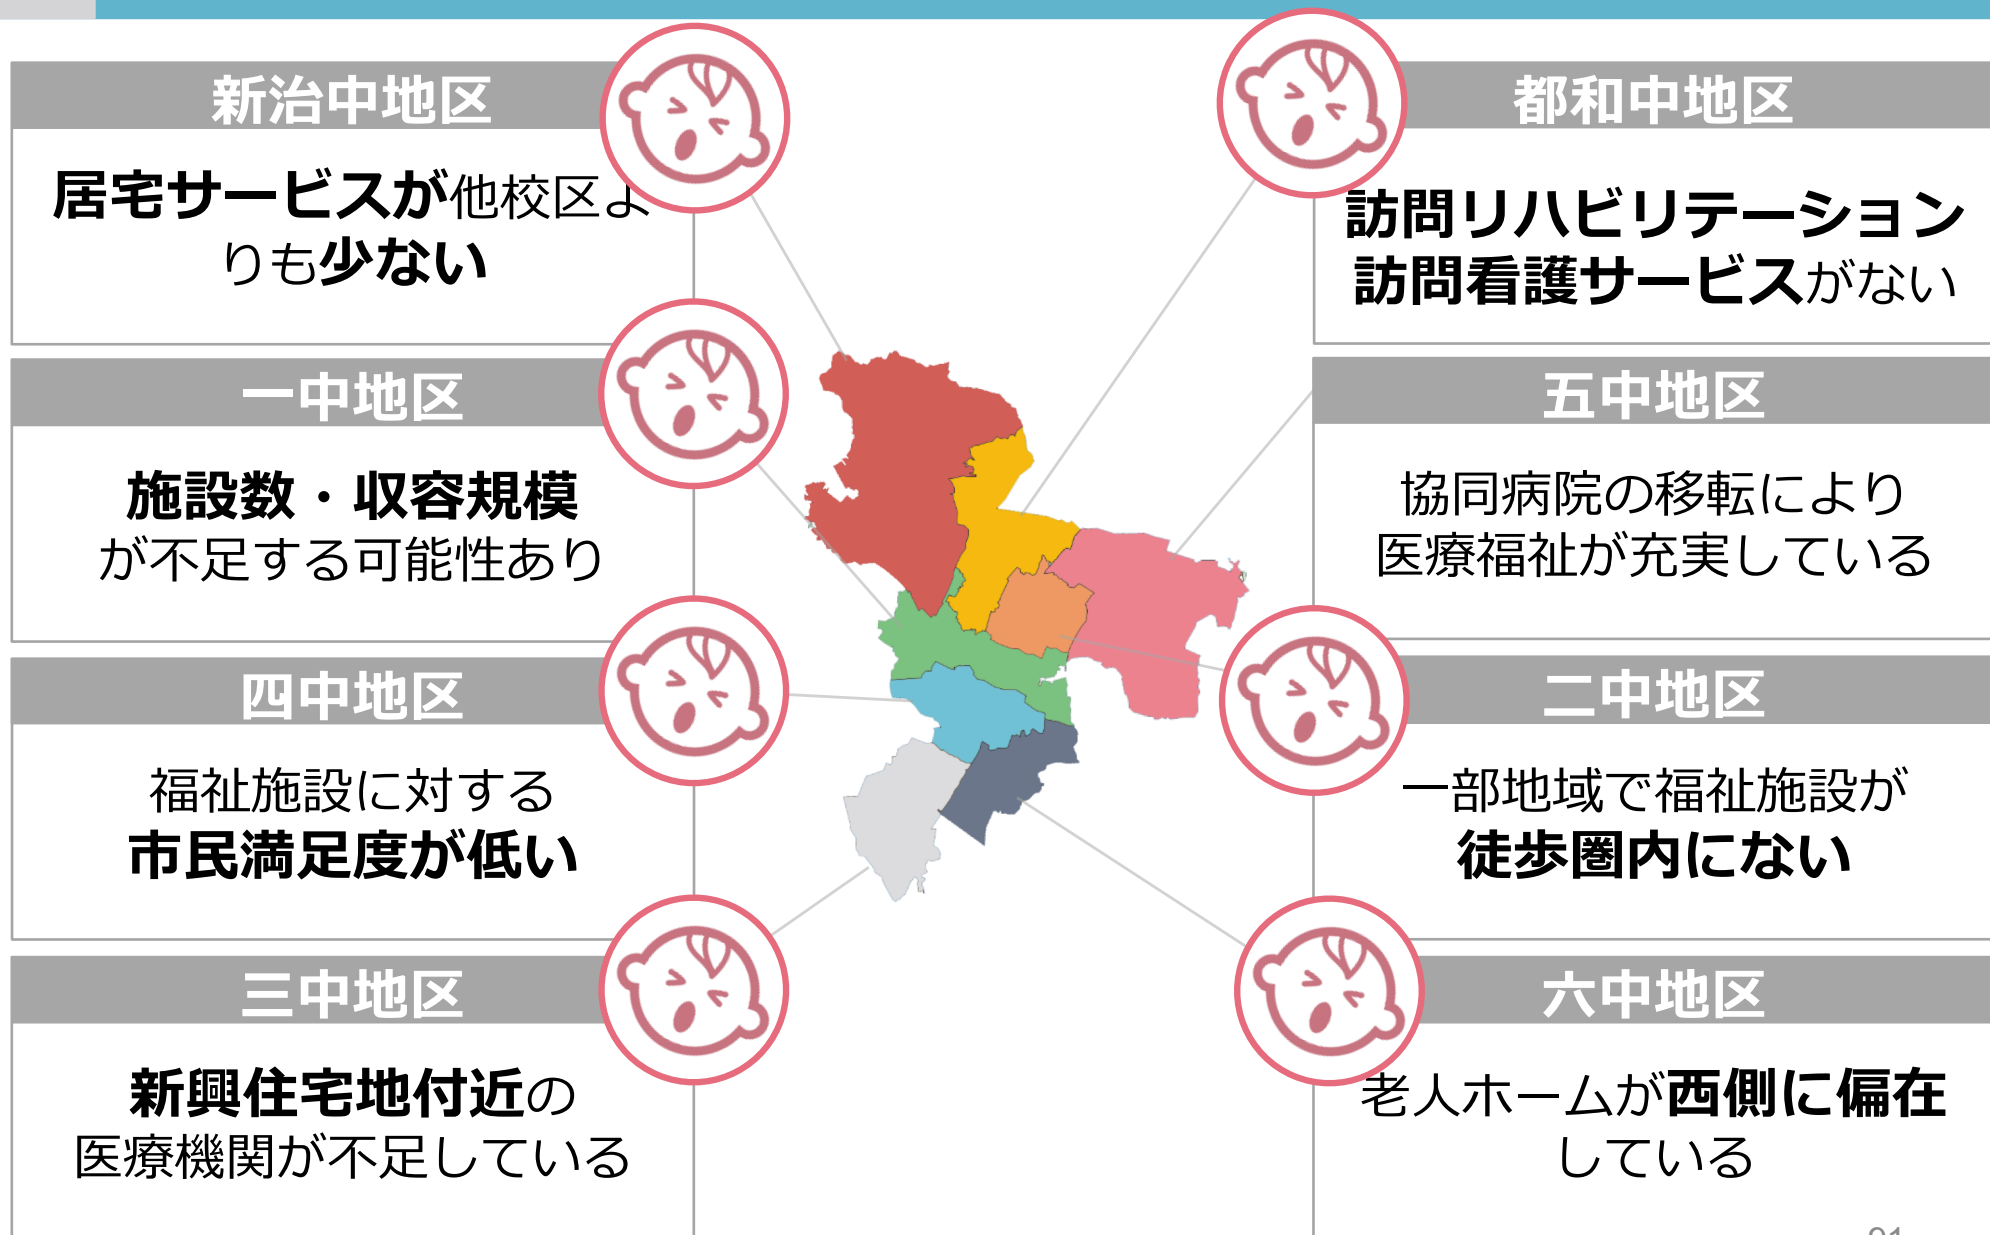 新治中地区
居宅サービスが他校区よ
りも少ない
一中地区
施設数・収容規模
が不足する可能性あり
四中地区
福祉施設に対する
市民満足度が低い
三中地区
新興住宅地付近の
医療機関が不足している
都和中地区
訪問リハビリテーション
訪問看護サービスがない
五中地区
協同病院の移転により
医療福祉が充実している
二中地区
一部地域で福祉施設が
徒歩圏内にない
六中地区
老人ホームが西側に偏在
している